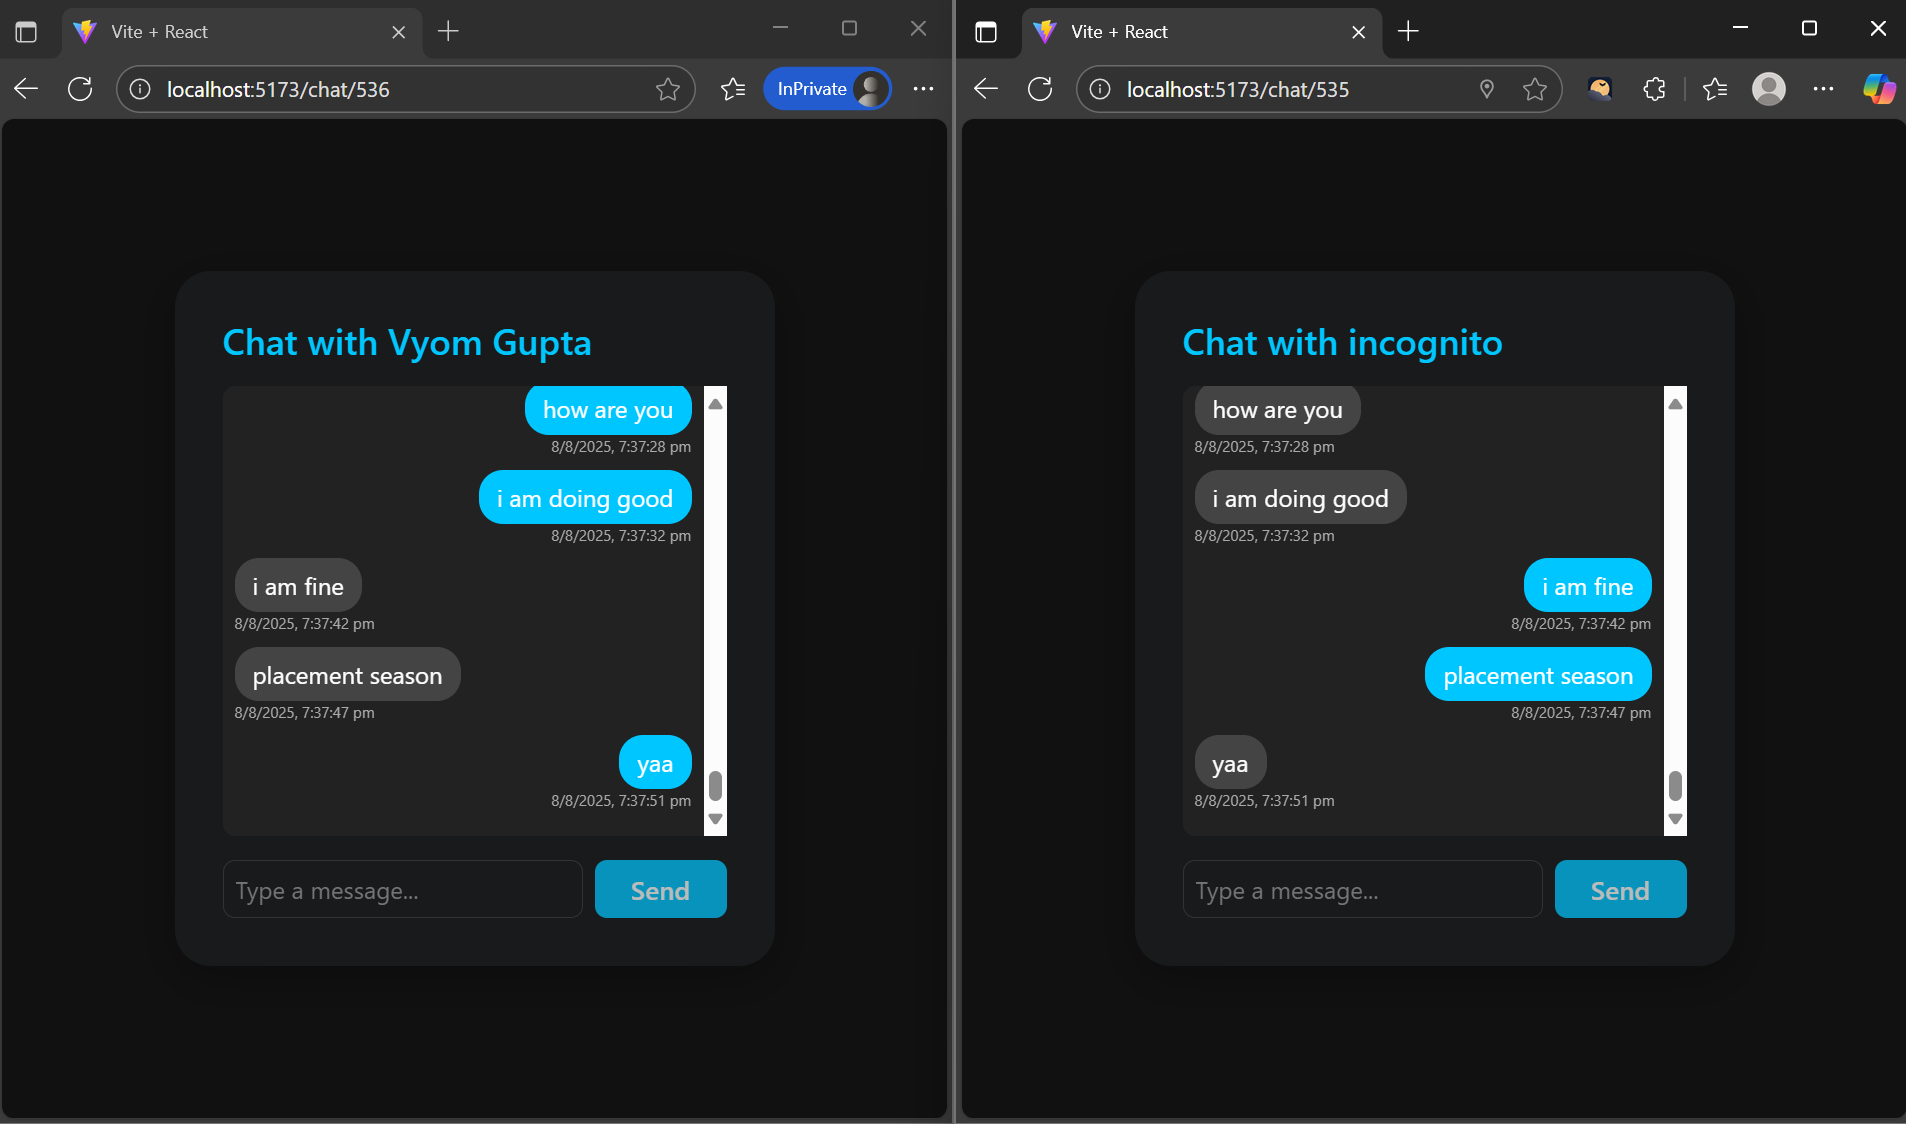 Vite + React
localhost:5173/chat/536
InPrivate
Chat with Vyom Gupta
how are you
8/8/2025, 7:37:28 pm
i am doing good
8/8/2025, 7:37:32 pm
i am fine
8/8/2025, 7:37:42 pm
placement season
8/8/2025, 7:37:47 pm
yaa
8/8/2025, 7:37:51 pm
Type a message...
Send
Vite + React
localhost:5173/chat/535
Chat with incognito
how are you
8/8/2025, 7:37:28 pm
i am doing good
8/8/2025, 7:37:32 pm
i am fine
8/8/2025, 7:37:42 pm
placement season
8/8/2025, 7:37:47 pm
yaa
8/8/2025, 7:37:51 pm
Type a message...
Send